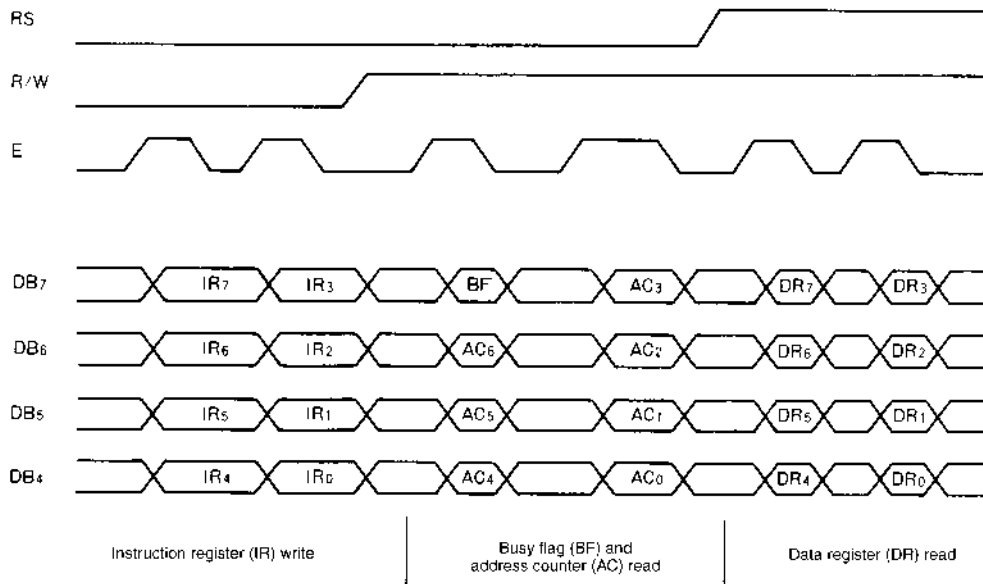 RS
R/W
E
DB7 IR7 IR3 BF AC3 DR7 DR3
DB6 IR6 IR2 AC6 AC2 DR6 DR2
DB5 IR5 IR1 AC5 AC1 DR5 DR1
DB4 IR4 IR0 AC4 AC0 DR4 DR0
Instruction register (IR) write
Busy flag (BF) and
address counter (AC) read
Data register (DR) read